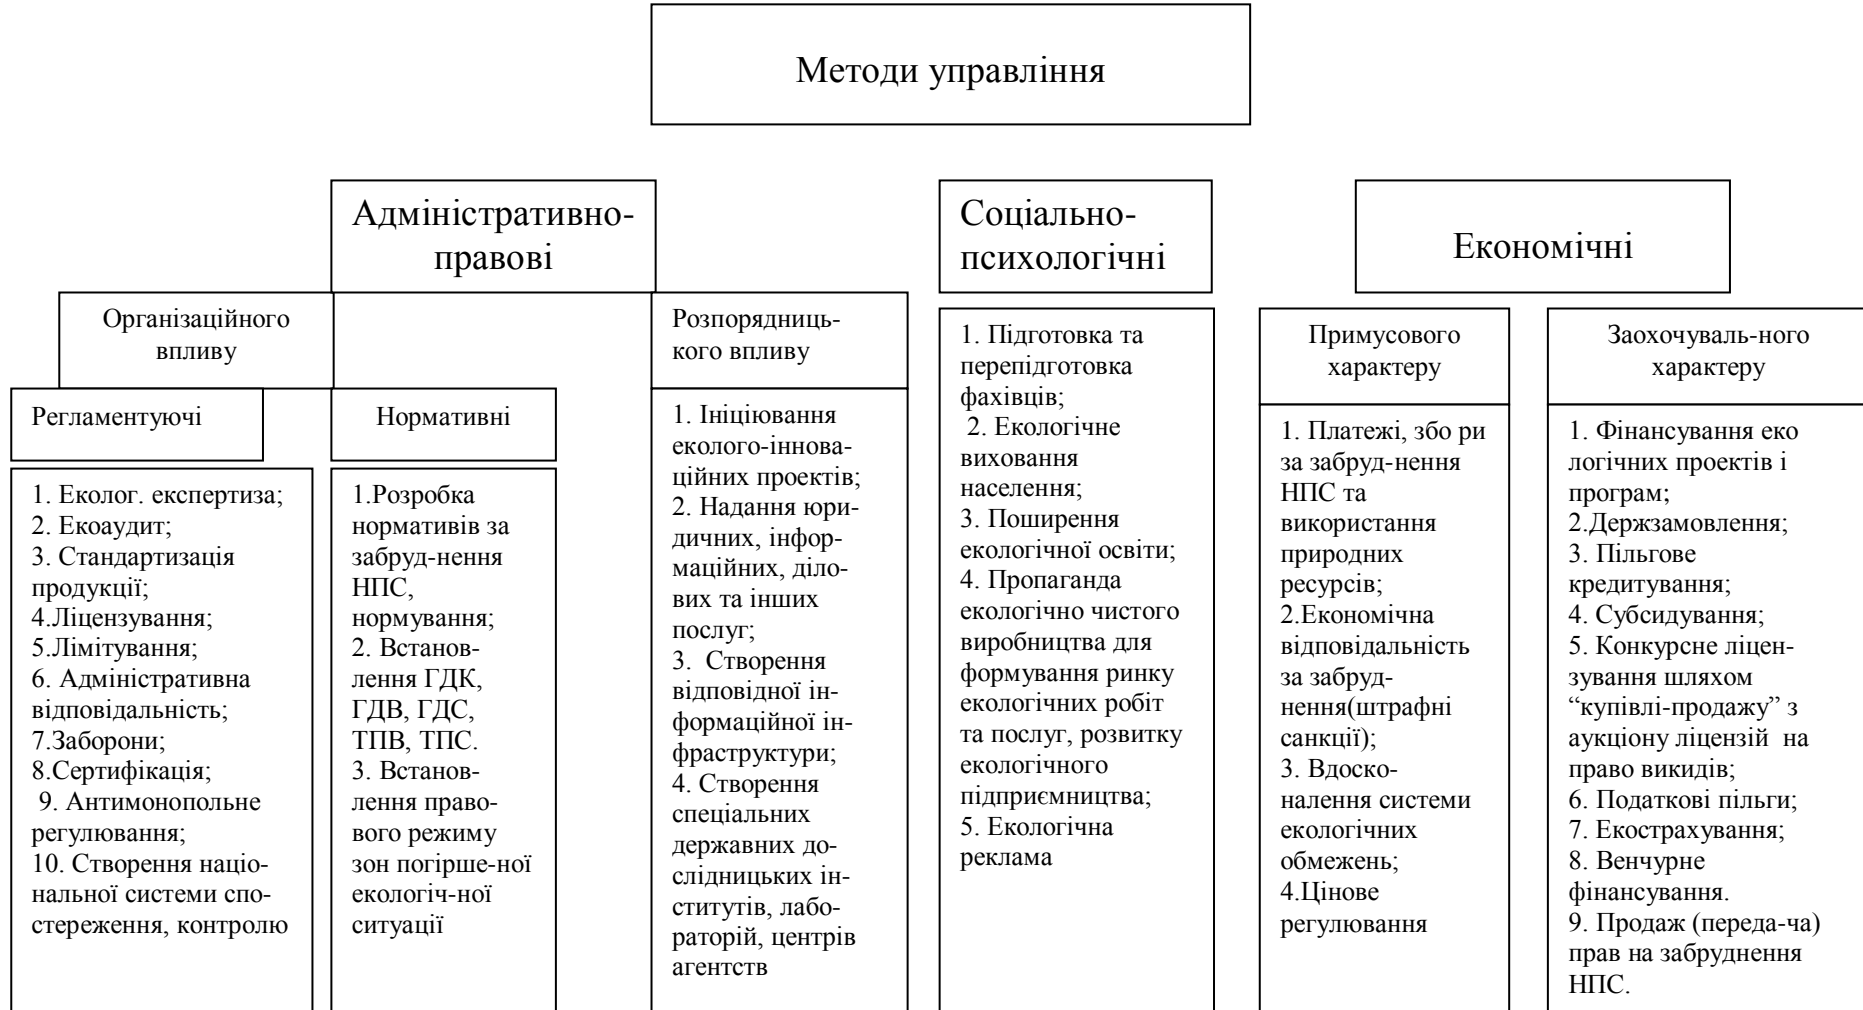 Методи управління
Адміністративно-
правові
Соціально-
психологічні
Економічні
Організаційного
впливу
Розпорядниць-
кого впливу
Регламентуючі
Нормативні
1. Еколог. експертиза;
2. Екоаудит;
3. Стандартизація
продукції;
4.Ліцензування;
5.Лімітування;
6. Адміністративна
відповідальність;
7.Заборони;
8.Сертифікація;
9. Антимонопольне
регулювання;
10. Створення націо-
нальної системи спо-
стереження, контролю
1.Розробка
нормативів за
забруд-нення
НПС,
нормування;
2. Встанов-
лення ГДК,
ГДВ, ГДС,
ТПВ, ТПС.
3. Встанов-
лення право-
вого режиму
зон погірше-ної
екологіч-ної
ситуації
1. Ініціювання
еколого-іннова-
ційних проектів;
2. Надання юри-
дичних, інфор-
маційних, діло-
вих та інших
послуг;
3. Створення
відповідної ін-
формаційної ін-
фраструктури;
4. Створення
спеціальних
державних до-
слідницьких ін-
ститутів, лабо-
раторій, центрів
агентств
1. Підготовка та
перепідготовка
фахівців;
2. Екологічне
виховання
населення;
3. Поширення
екологічної освіти;
4. Пропаганда
екологічно чистого
виробництва для
формування ринку
екологічних робіт
та послуг, розвитку
екологічного
підприємництва;
5. Екологічна
реклама
Примусового
характеру
1. Платежі, збо ри
за забруд-нення
НПС та
використання
природних
ресурсів;
2.Економічна
відповідальність
за забруд-
нення(штрафні
санкції);
3. Вдоско-
налення системи
екологічних
обмежень;
4.Цінове
регулювання
Заохочуваль-ного
характеру
1. Фінансування еко
логічних проектів і
програм;
2.Держзамовлення;
3. Пільгове
кредитування;
4. Субсидування;
5. Конкурсне ліцен-
зування шляхом
“купівлі-продажу” з
аукціону ліцензій на
право викидів;
6. Податкові пільги;
7. Екострахування;
8. Венчурне
фінансування.
9. Продаж (переда-ча)
прав на забруднення
НПС.